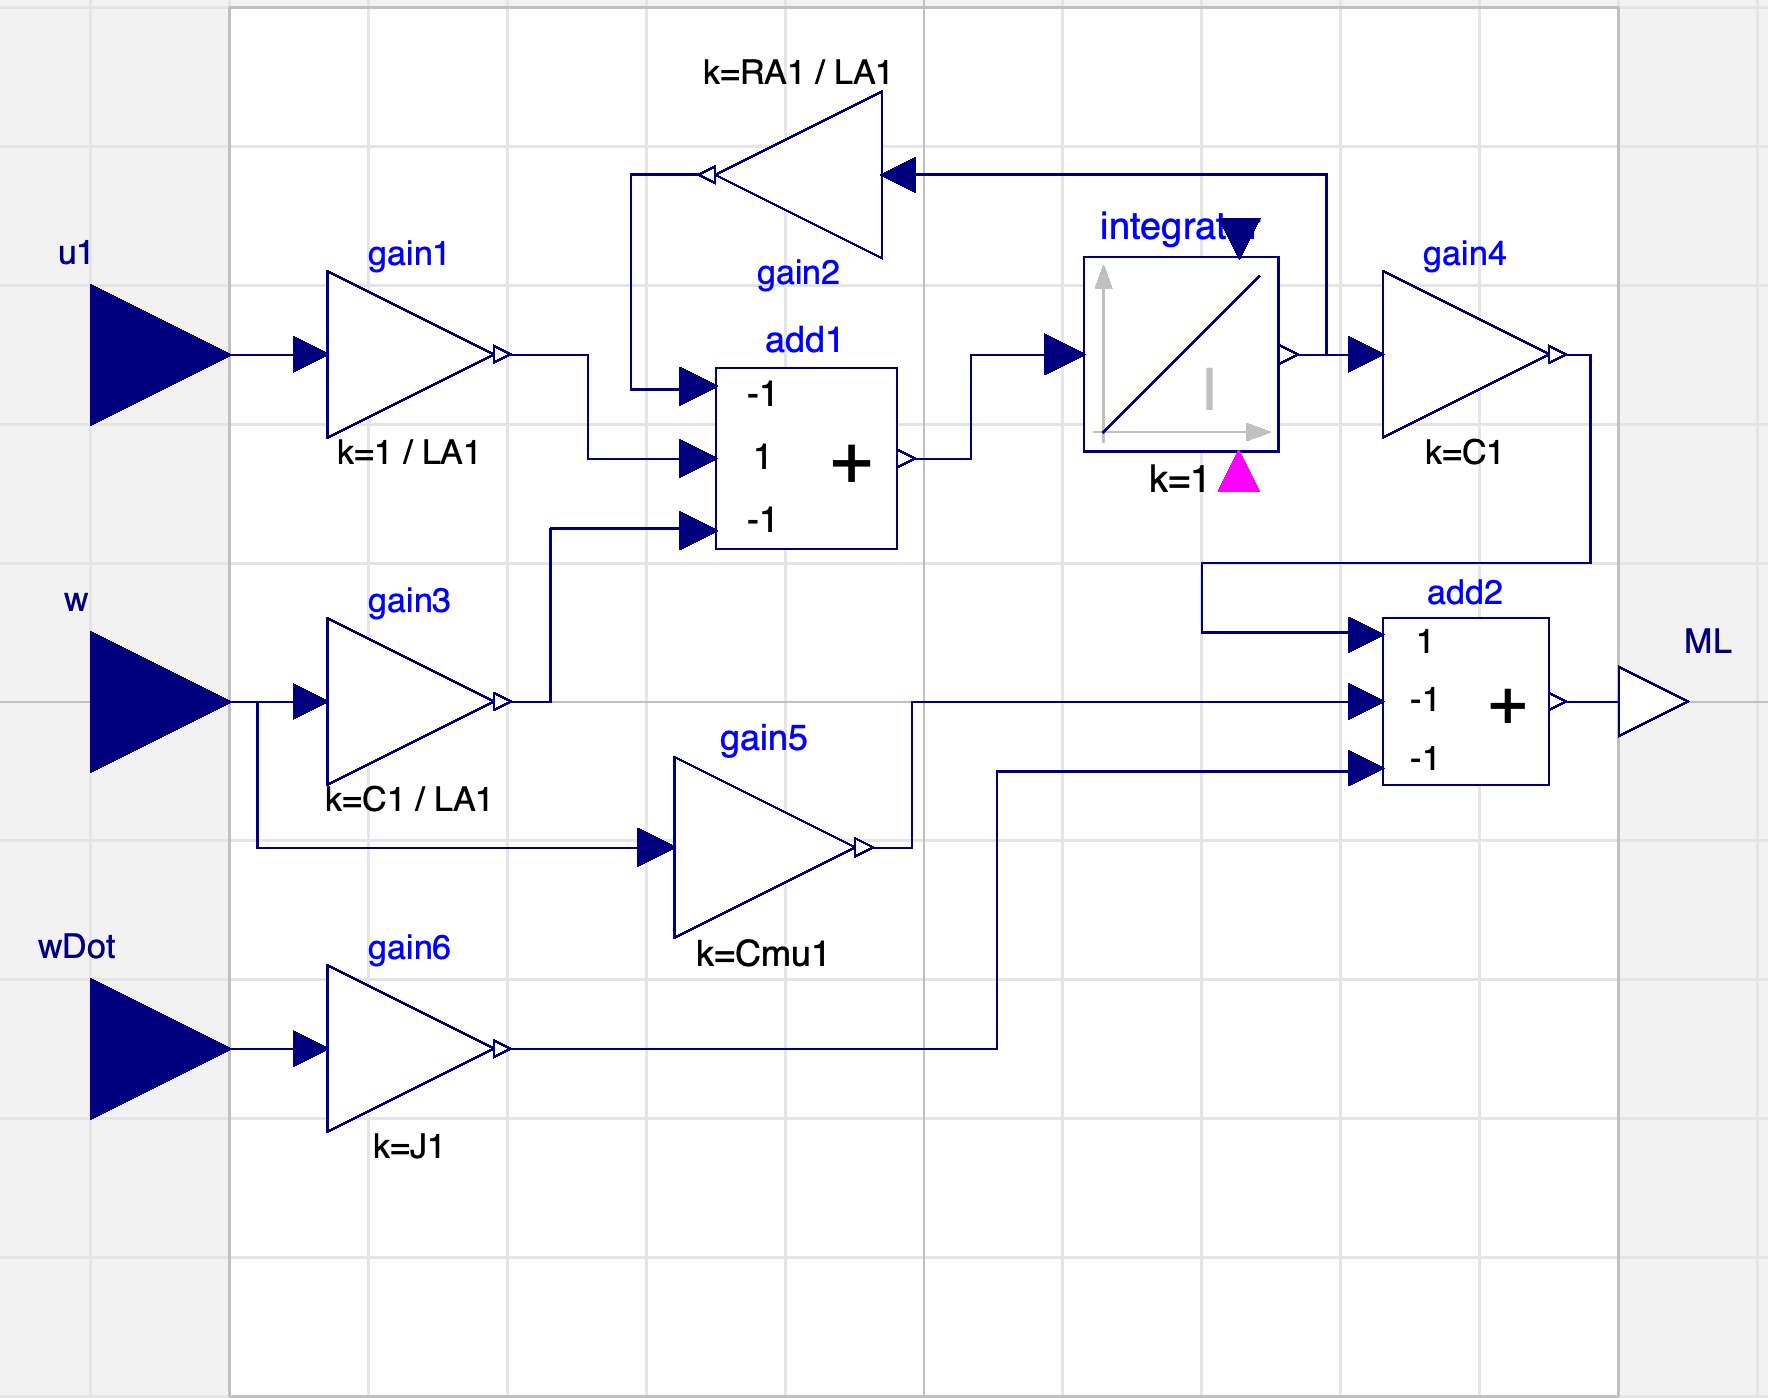 k=RA1 / LA1
u1
gain1
gain2
integrator
gain4
add1
-1
1
-1
+
k=1 / LA1
k=1
k=C1
w
gain3
add2
1
-1
-1
+
ML
k=C1 / LA1
gain5
k=Cmu1
wDot
gain6
k=J1
I